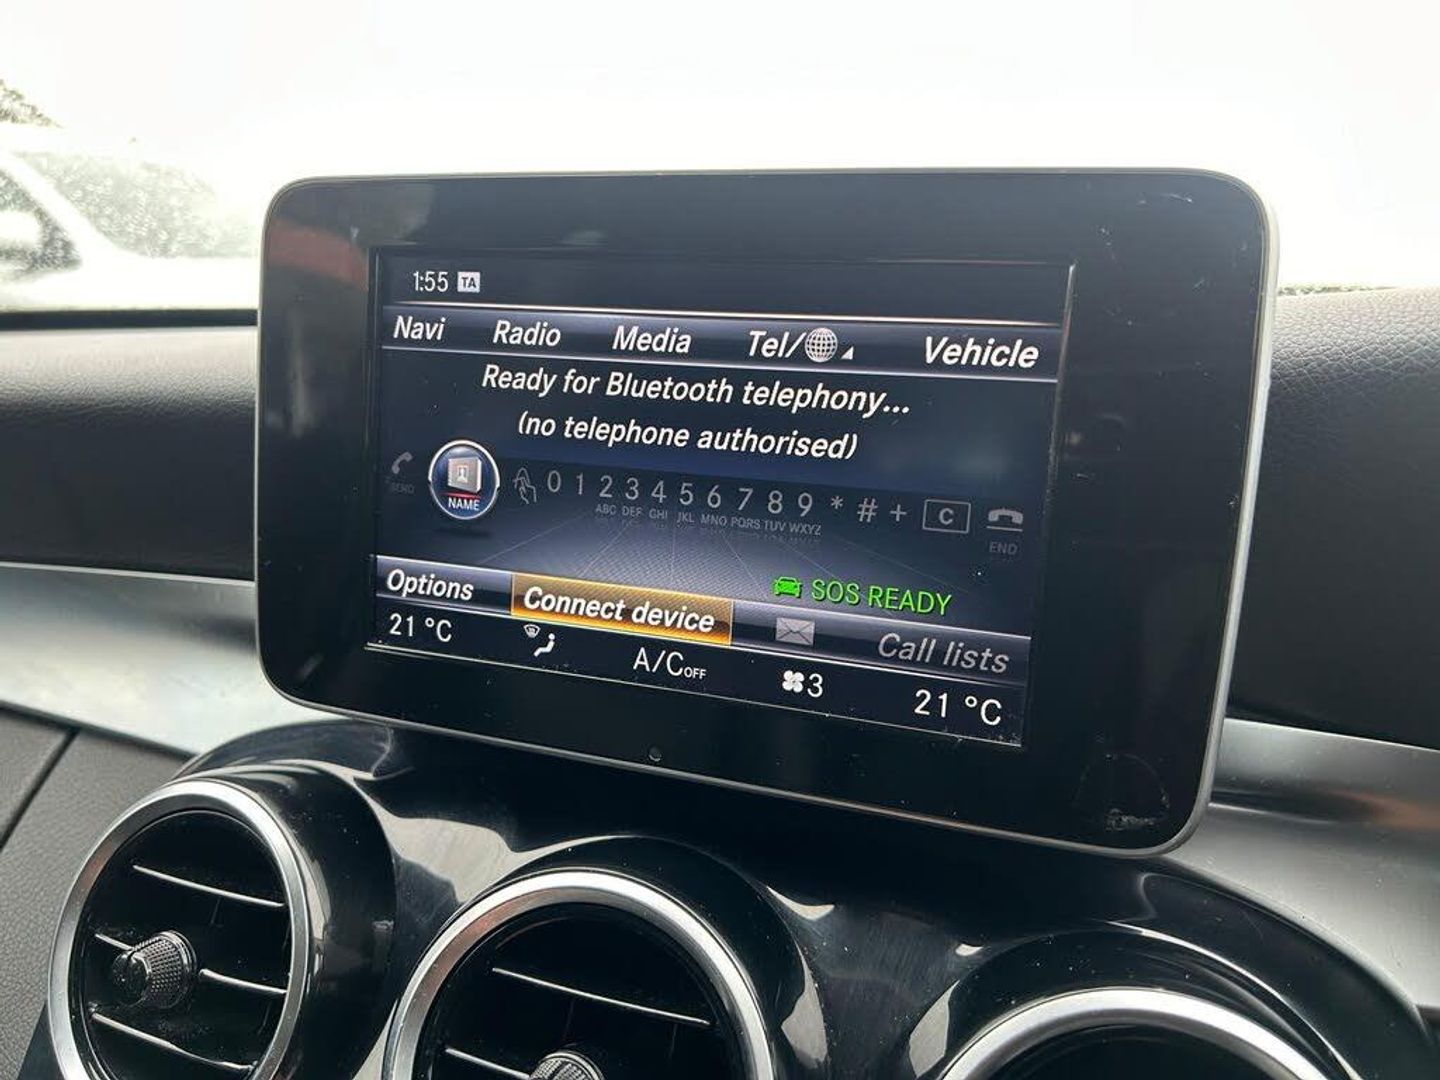 1:55 TA
Navi Radio Media Tel/ Vehicle
Ready for Bluetooth telephony...
(no telephone authorised)
SEND NAME 0 1 2 3 4 5 6 7 8 9 * # + C END
ABC DEF GHI JKL MNO PQRS TUV WXYZ
SOS READY
Options Connect device Call lists
21 °C A/C OFF 3 21 °C